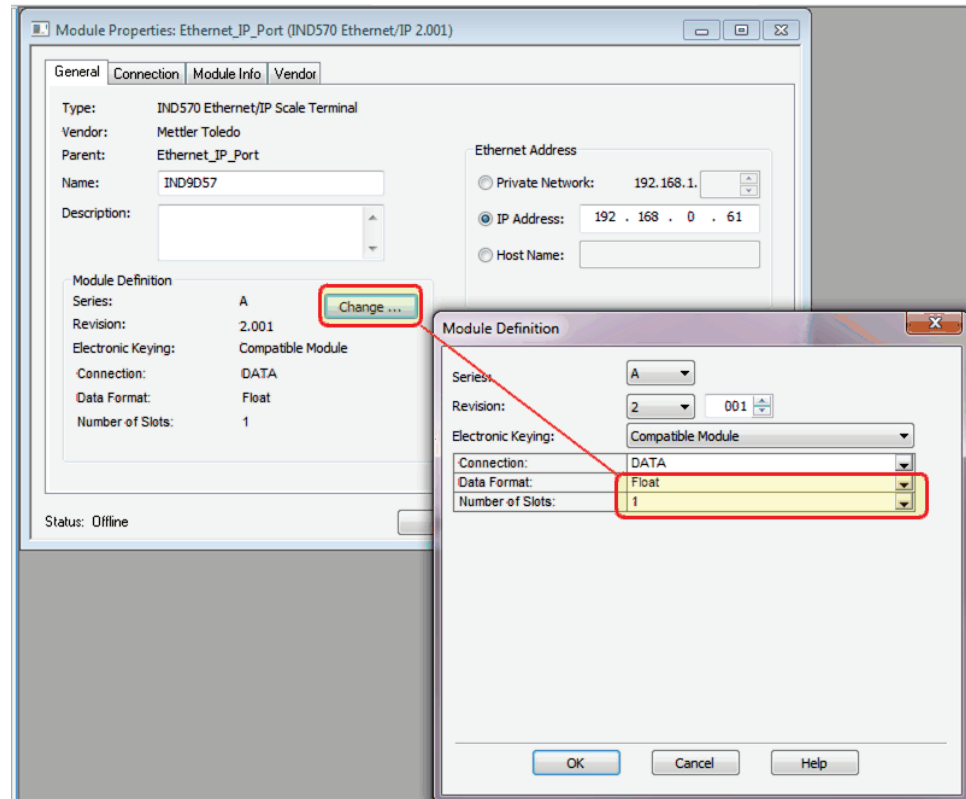 Module Properties: Ethernet_IP_Port (IND570 Ethernet/IP 2.001)
General Connection Module Info Vendor
Type: IND570 Ethernet/IP Scale Terminal
Vendor: Mettler Toledo
Parent: Ethernet_IP_Port
Name: IND9D57
Description:
Ethernet Address
Private Network: 192.168.1.
IP Address: 192 . 168 . 0 . 61
Host Name:
Module Definition
Series: A
Change ...
Revision: 2.001
Electronic Keying: Compatible Module
Connection: DATA
Data Format: Float
Number of Slots: 1
Status: Offline
Module Definition
Series: A
Revision: 2 001
Electronic Keying: Compatible Module
Connection: DATA
Data Format: Float
Number of Slots: 1
OK Cancel Help